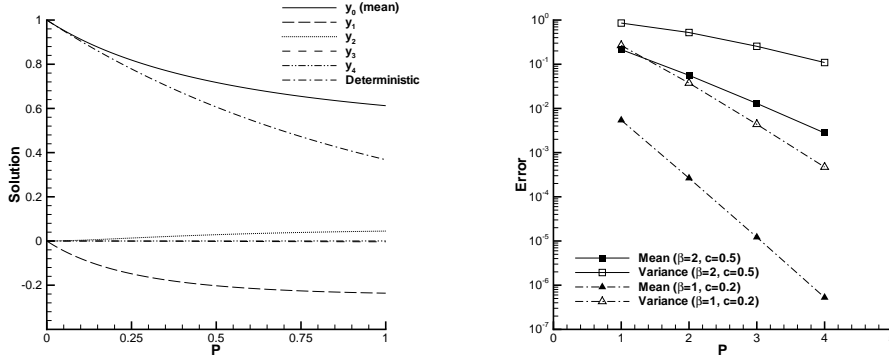 y0 (mean)
y1
y2
y3
y4
Deterministic
1
0.8
0.6
0.4
0.2
0
-0.2
Solution
0
0.25
0.5
0.75
1
P
10^0
10^-1
10^-2
10^-3
10^-4
10^-5
10^-6
10^-7
Error
Mean (β=2, c=0.5)
Variance (β=2, c=0.5)
Mean (β=1, c=0.2)
Variance (β=1, c=0.2)
0
1
2
3
4
P